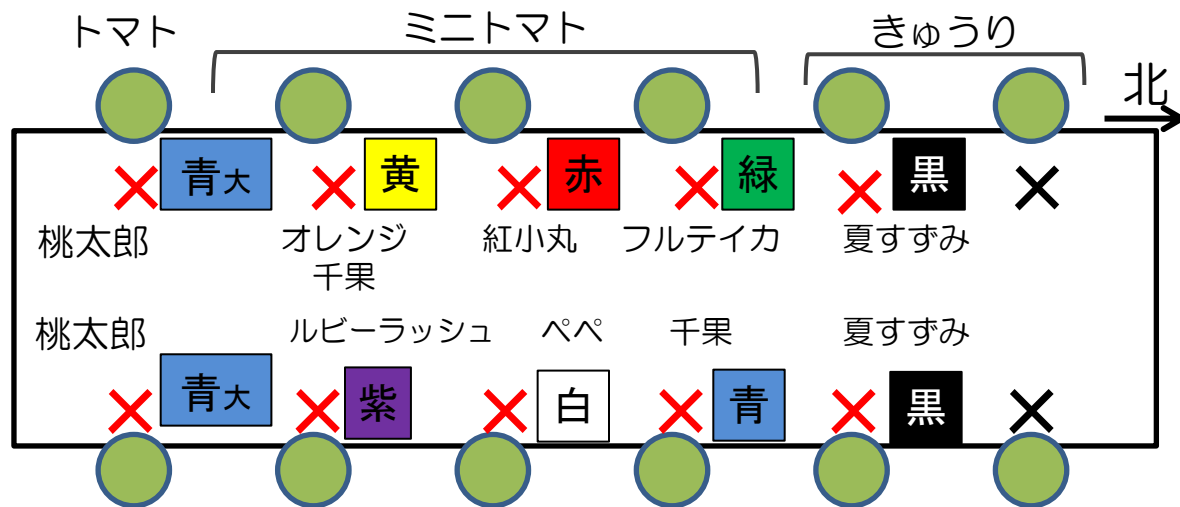 トマト ミニトマト きゅうり
北
青大 黄 赤 緑 黒
桃太郎 オレンジ千果 紅小丸 フルテイカ 夏すずみ
桃太郎 ルビーラッシュ ペペ 千果 夏すずみ
青大 紫 白 青 黒